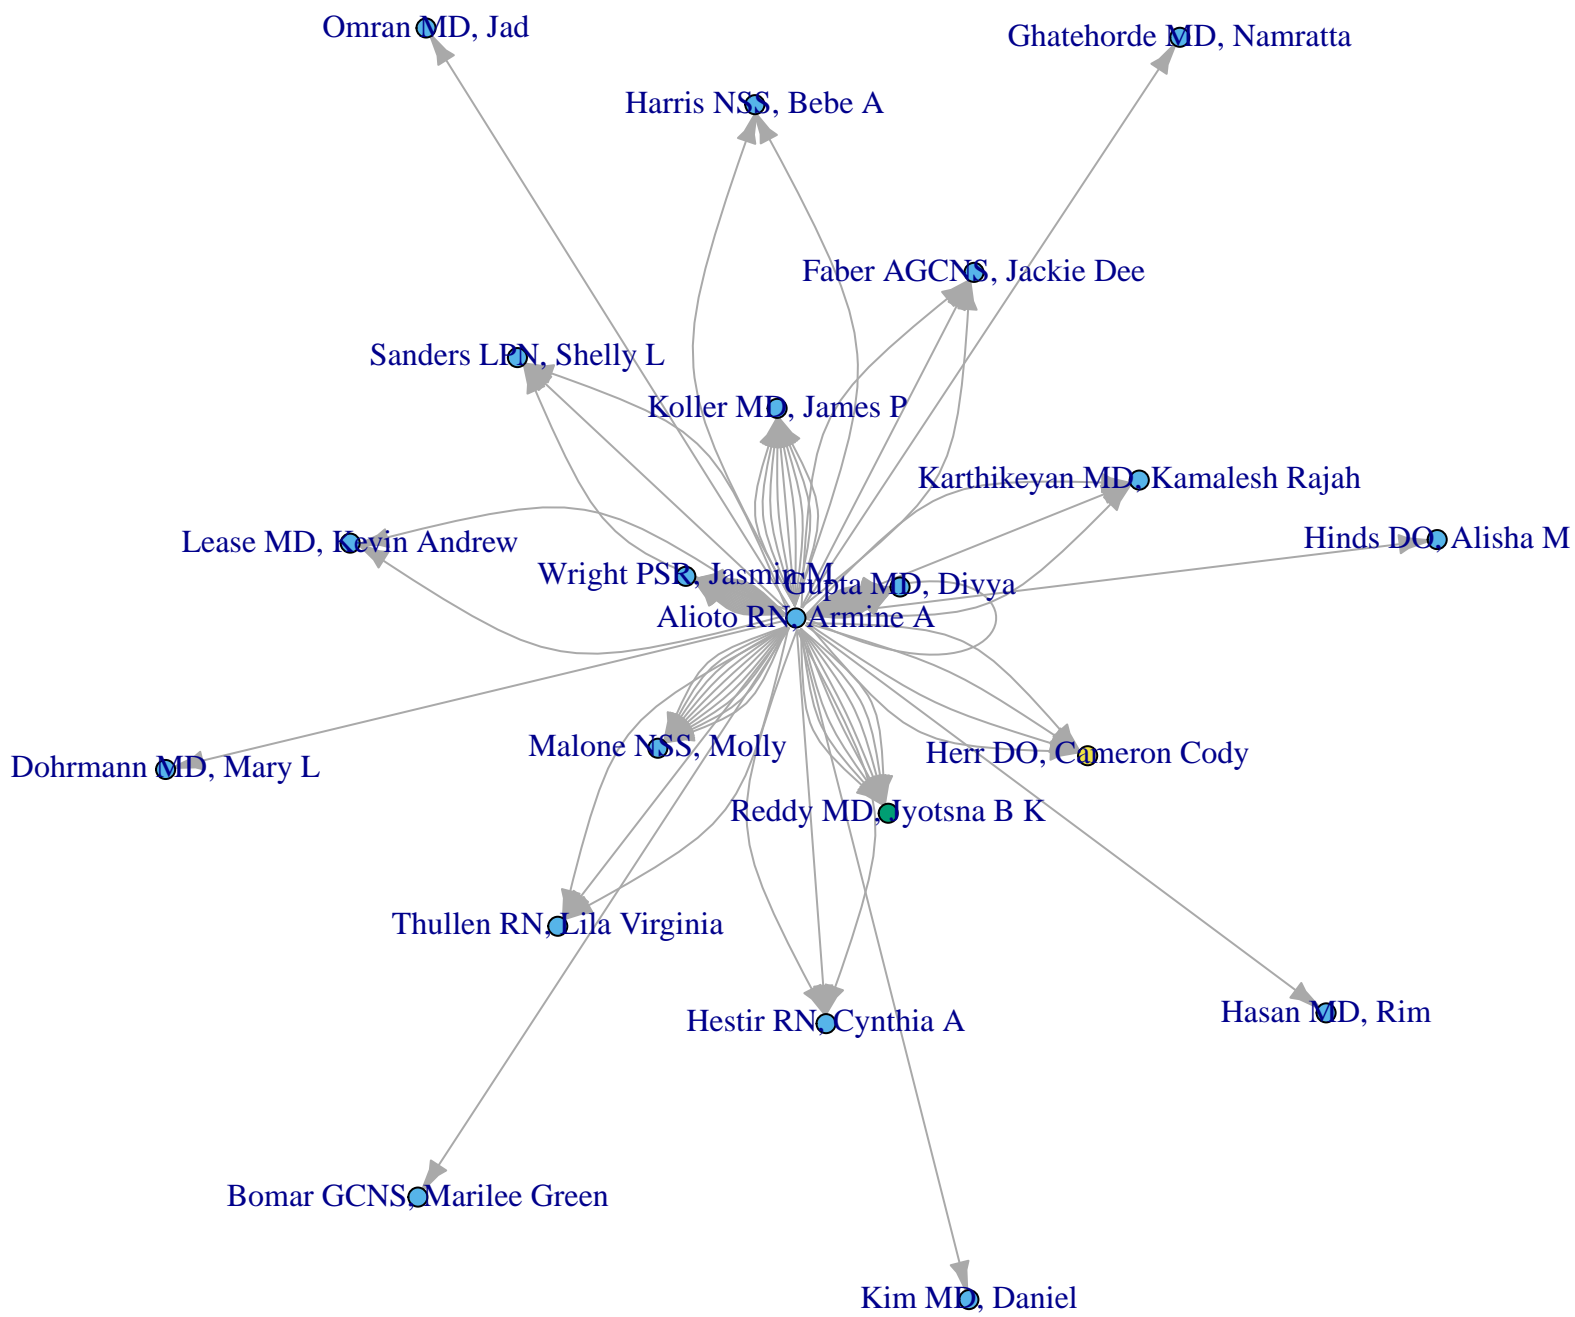 Omran MD, Jad
Ghatehorde MD, Namratta
Harris NSS, Bebe A
Faber AGCNS, Jackie Dee
Sanders LPN, Shelly L
Koller MD, James P
Karthikeyan MD, Kamalesh Rajah
Hinds DO, Alisha M
Lease MD, Kevin Andrew
Wright PSR, Jasmin M
Gupta MD, Divya
Alioto RN, Armine A
Malone NSS, Molly
Herr DO, Cameron Cody
Dohrmann MD, Mary L
Reddy MD, Jyotsna B K
Thullen RN, Lila Virginia
Hestir RN, Cynthia A
Hasan MD, Rim
Bomar GCNS, Marilee Green
Kim MD, Daniel